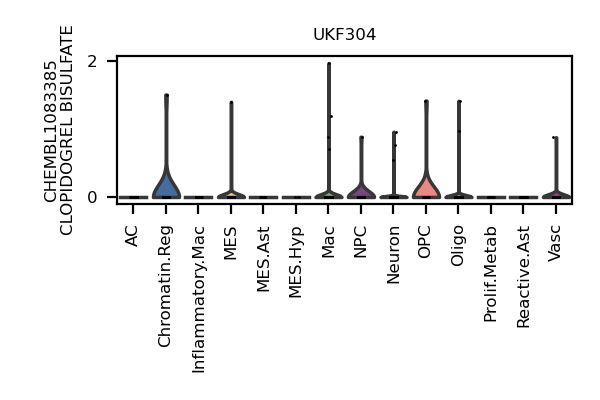 UKF304
CHEMBL1083385
CLOPIDOGREL BISULFATE
2
0
AC
Chromatin.Reg
Inflammatory.Mac
MES
MES.Ast
MES.Hyp
Mac
NPC
Neuron
OPC
Oligo
Prolif.Metab
Reactive.Ast
Vasc